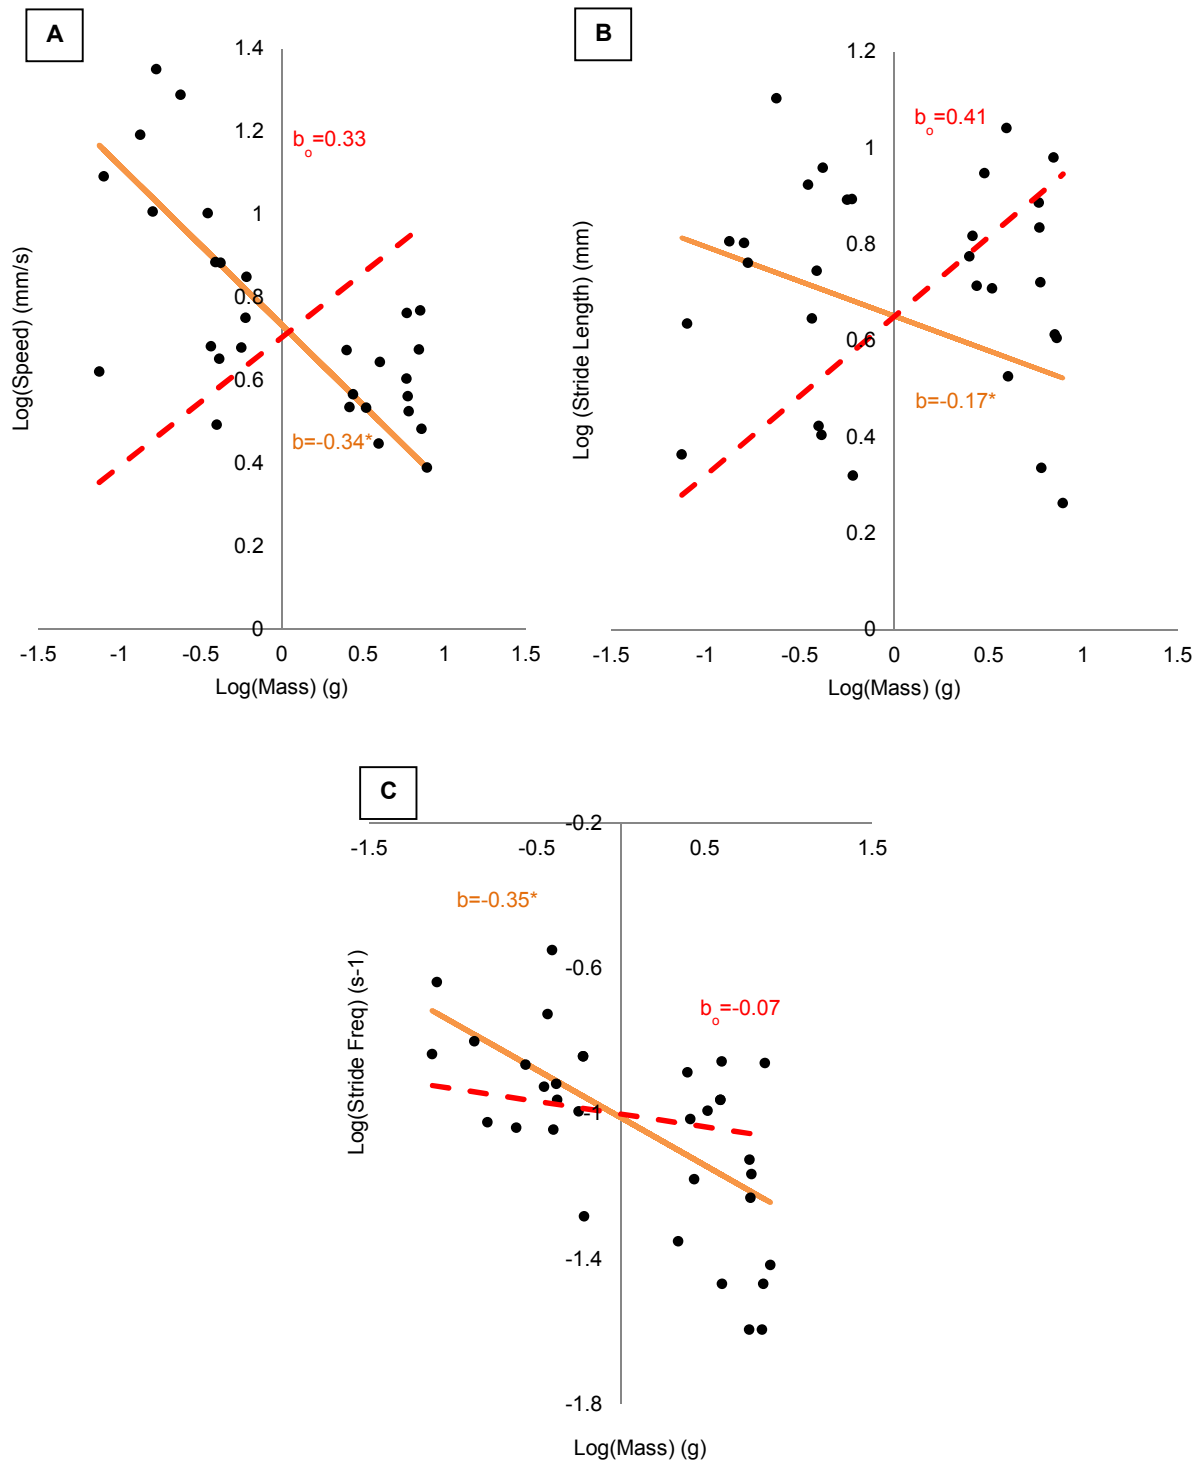 A
1.4
1.2
1
0.8
0.6
0.4
0.2
0
-1.5 -1 -0.5 0 0.5 1 1.5
Log(Speed) (mm/s)
Log(Mass) (g)
bo=0.33
b=-0.34*
B
1.2
1
0.8
0.6
0.4
0.2
0
-1.5 -1 -0.5 0 0.5 1 1.5
Log (Stride Length) (mm)
Log(Mass) (g)
bo=0.41
b=-0.17*
C
-0.2
-1.5 -0.5 0.5 1.5
b=-0.35*
-0.6
bo=-0.07
-1
-1.4
-1.8
Log(Stride Freq) (s-1)
Log(Mass) (g)